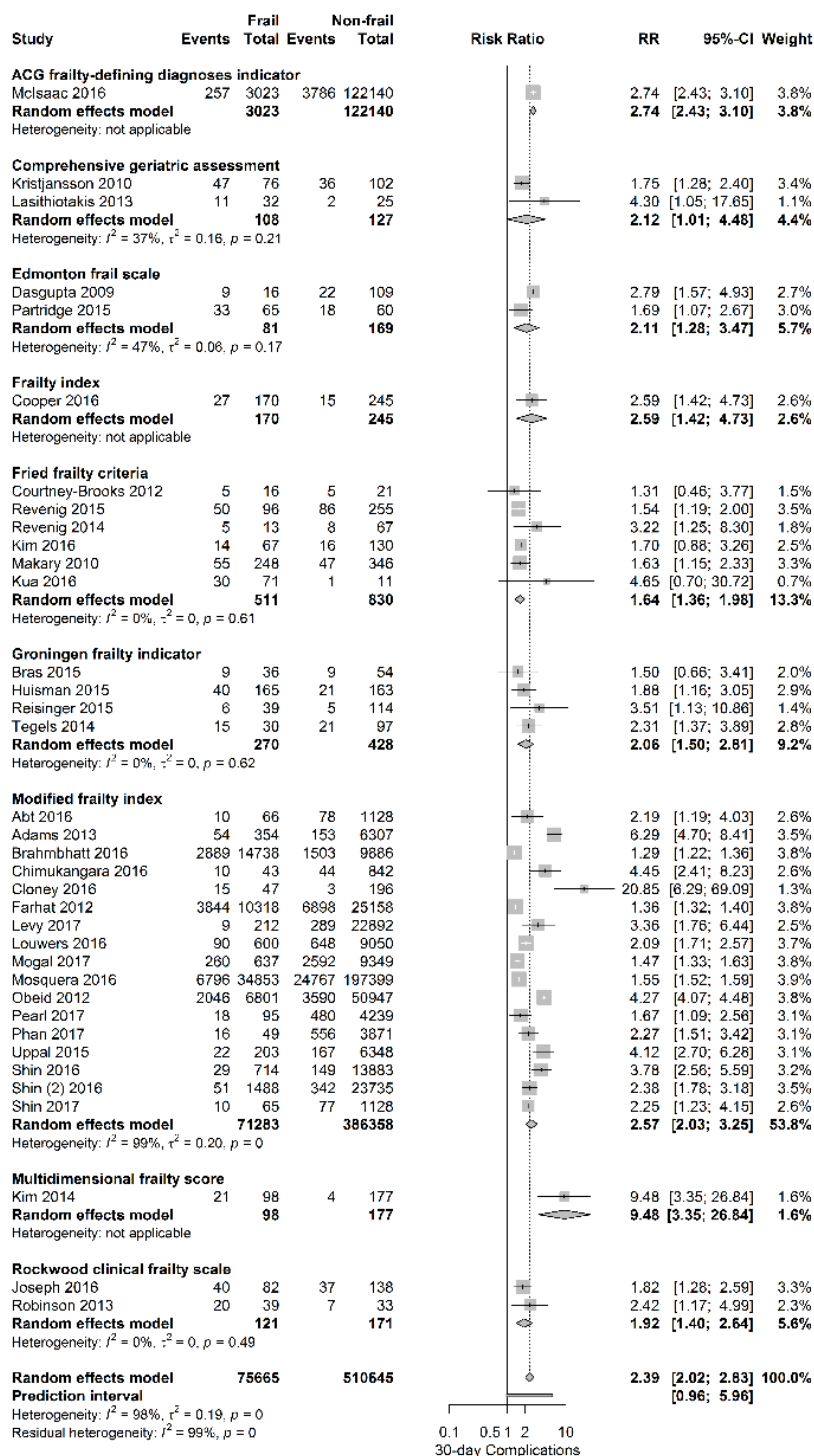 Frail Non-frail
Study Events Total Events Total Risk Ratio RR 95%-CI Weight
ACG frailty-defining diagnoses indicator
McIsaac 2016 257 3023 3786 122140 2.74 [2.43; 3.10] 3.8%
Random effects model 3023 122140 2.74 [2.43; 3.10] 3.8%
Heterogeneity: not applicable
Comprehensive geriatric assessment
Kristjansson 2010 47 76 36 102 1.75 [1.28; 2.40] 3.4%
Lasithiotakis 2013 11 32 2 25 4.30 [1.05; 17.65] 1.1%
Random effects model 108 127 2.12 [1.01; 4.48] 4.4%
Heterogeneity: I² = 37%, τ² = 0.16, p = 0.21
Edmonton frail scale
Dasgupta 2009 9 16 22 109 2.79 [1.57; 4.93] 2.7%
Partridge 2015 33 65 18 60 1.69 [1.07; 2.67] 3.0%
Random effects model 81 169 2.11 [1.28; 3.47] 5.7%
Heterogeneity: I² = 47%, τ² = 0.06, p = 0.17
Frailty index
Cooper 2016 27 170 15 245 2.59 [1.42; 4.73] 2.6%
Random effects model 170 245 2.59 [1.42; 4.73] 2.6%
Heterogeneity: not applicable
Fried frailty criteria
Courtney-Brooks 2012 5 16 5 21 1.31 [0.46; 3.77] 1.5%
Revenig 2015 50 96 86 255 1.54 [1.19; 2.00] 3.5%
Revenig 2014 5 13 8 67 3.22 [1.25; 8.30] 1.8%
Kim 2016 14 67 16 130 1.70 [0.88; 3.26] 2.5%
Makary 2010 55 248 47 346 1.63 [1.15; 2.33] 3.3%
Kua 2016 30 71 1 11 4.65 [0.70; 30.72] 0.7%
Random effects model 511 830 1.64 [1.36; 1.98] 13.3%
Heterogeneity: I² = 0%, τ² = 0, p = 0.61
Groningen frailty indicator
Bras 2015 9 36 9 54 1.50 [0.66; 3.41] 2.0%
Huisman 2015 40 165 21 163 1.88 [1.16; 3.05] 2.9%
Reisinger 2015 6 39 5 114 3.51 [1.13; 10.86] 1.4%
Tegels 2014 15 30 21 97 2.31 [1.37; 3.89] 2.8%
Random effects model 270 428 2.06 [1.50; 2.81] 9.2%
Heterogeneity: I² = 0%, τ² = 0, p = 0.62
Modified frailty index
Abt 2016 10 66 78 1128 2.19 [1.19; 4.03] 2.6%
Adams 2013 54 354 153 6307 6.29 [4.70; 8.41] 3.5%
Brahmbhatt 2016 2889 14738 1503 9886 1.29 [1.22; 1.36] 3.8%
Chimukangara 2016 10 43 44 842 4.45 [2.41; 8.23] 2.6%
Cloney 2016 15 47 3 196 20.85 [6.29; 69.09] 1.3%
Farhat 2012 3844 10318 6898 25158 1.36 [1.32; 1.40] 3.8%
Levy 2017 9 212 289 22892 3.36 [1.76; 6.44] 2.5%
Louwers 2016 90 600 648 9050 2.09 [1.71; 2.57] 3.7%
Mogal 2017 260 637 2592 9349 1.47 [1.33; 1.63] 3.8%
Mosquera 2016 6796 34853 24767 197399 1.55 [1.52; 1.59] 3.9%
Obeid 2012 2046 6801 3590 50947 4.27 [4.07; 4.48] 3.8%
Pearl 2017 18 95 480 4239 1.67 [1.09; 2.56] 3.1%
Phan 2017 16 49 556 3871 2.27 [1.51; 3.42] 3.1%
Uppal 2015 22 203 167 6348 4.12 [2.70; 6.28] 3.1%
Shin 2016 29 714 149 13883 3.78 [2.56; 5.59] 3.2%
Shin (2) 2016 51 1488 342 23735 2.38 [1.78; 3.18] 3.5%
Shin 2017 10 65 77 1128 2.25 [1.23; 4.15] 2.6%
Random effects model 71283 386358 2.57 [2.03; 3.25] 53.8%
Heterogeneity: I² = 99%, τ² = 0.20, p = 0
Multidimensional frailty score
Kim 2014 21 98 4 177 9.48 [3.35; 26.84] 1.6%
Random effects model 98 177 9.48 [3.35; 26.84] 1.6%
Heterogeneity: not applicable
Rockwood clinical frailty scale
Joseph 2016 40 82 37 138 1.82 [1.28; 2.59] 3.3%
Robinson 2013 20 39 7 33 2.42 [1.17; 4.99] 2.3%
Random effects model 121 171 1.92 [1.40; 2.64] 5.6%
Heterogeneity: I² = 0%, τ² = 0, p = 0.49
Random effects model 75665 510645 2.39 [2.02; 2.83] 100.0%
Prediction interval [0.96; 5.96]
Heterogeneity: I² = 98%, τ² = 0.19, p = 0
Residual heterogeneity: I² = 99%, p = 0
0.1 0.5 1 2 10
30-day Complications